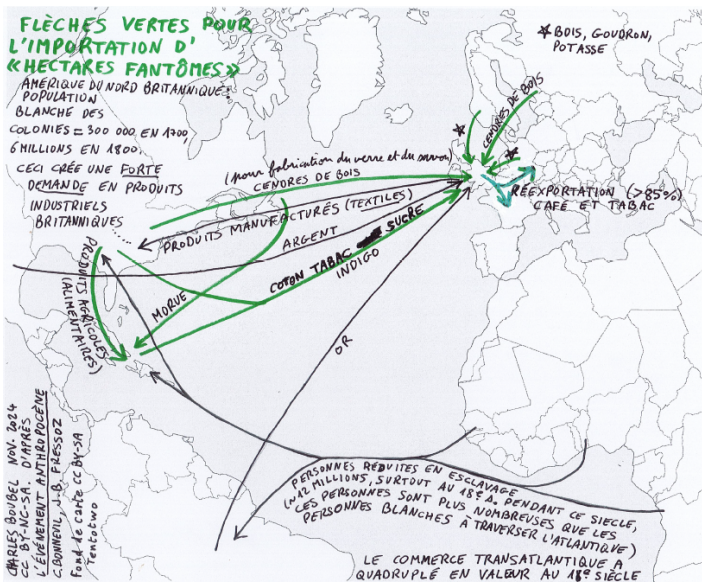 FLÈCHES VERTES POUR
L'IMPORTATION D'
«HECTARES FANTÔMES»
AMÉRIQUE DU NORD BRITANNIQUE:
POPULATION
BLANCHE DES
COLONIES = 300 000 EN 1700,
6 MILLIONS EN 1800.
CECI CRÉE UNE FORTE
DEMANDE EN PRODUITS
INDUSTRIELS
BRITANNIQUES
* BOIS, GOUDRON,
POTASSE
*
CENDRES DE BOIS
*
(pour fabrication du verre et du savon)
CENDRES DE BOIS
RÉEXPORTATION (>85%)
CAFÉ ET TABAC
PRODUITS MANUFACTURÉS (TEXTILES)
ARGENT
COTON TABAC SUCRE
INDIGO
MORUE
PRODUITS AGRICOLES
(ALIMENTAIRES)
OR
PERSONNES RÉDUITES EN ESCLAVAGE
(~12 MILLIONS, SURTOUT AU 18e S. PENDANT CE SIECLE,
LES PERSONNES SONT PLUS NOMBREUSES QUE LES
PERSONNES BLANCHES À TRAVERSER L'ATLANTIQUE)
LE COMMERCE TRANSATLANTIQUE A
QUADRUPLÉ EN VALEUR AU 18e SIÈCLE
CHARLES BOUBEL NOV. 2024
CC BY-NC-SA D'APRÈS
L'ÉVÉNEMENT ANTHROPOCÈNE
C.BONNEUIL, J.B. FRESSOZ
Fond de carte CC BY-SA
Tentotwo